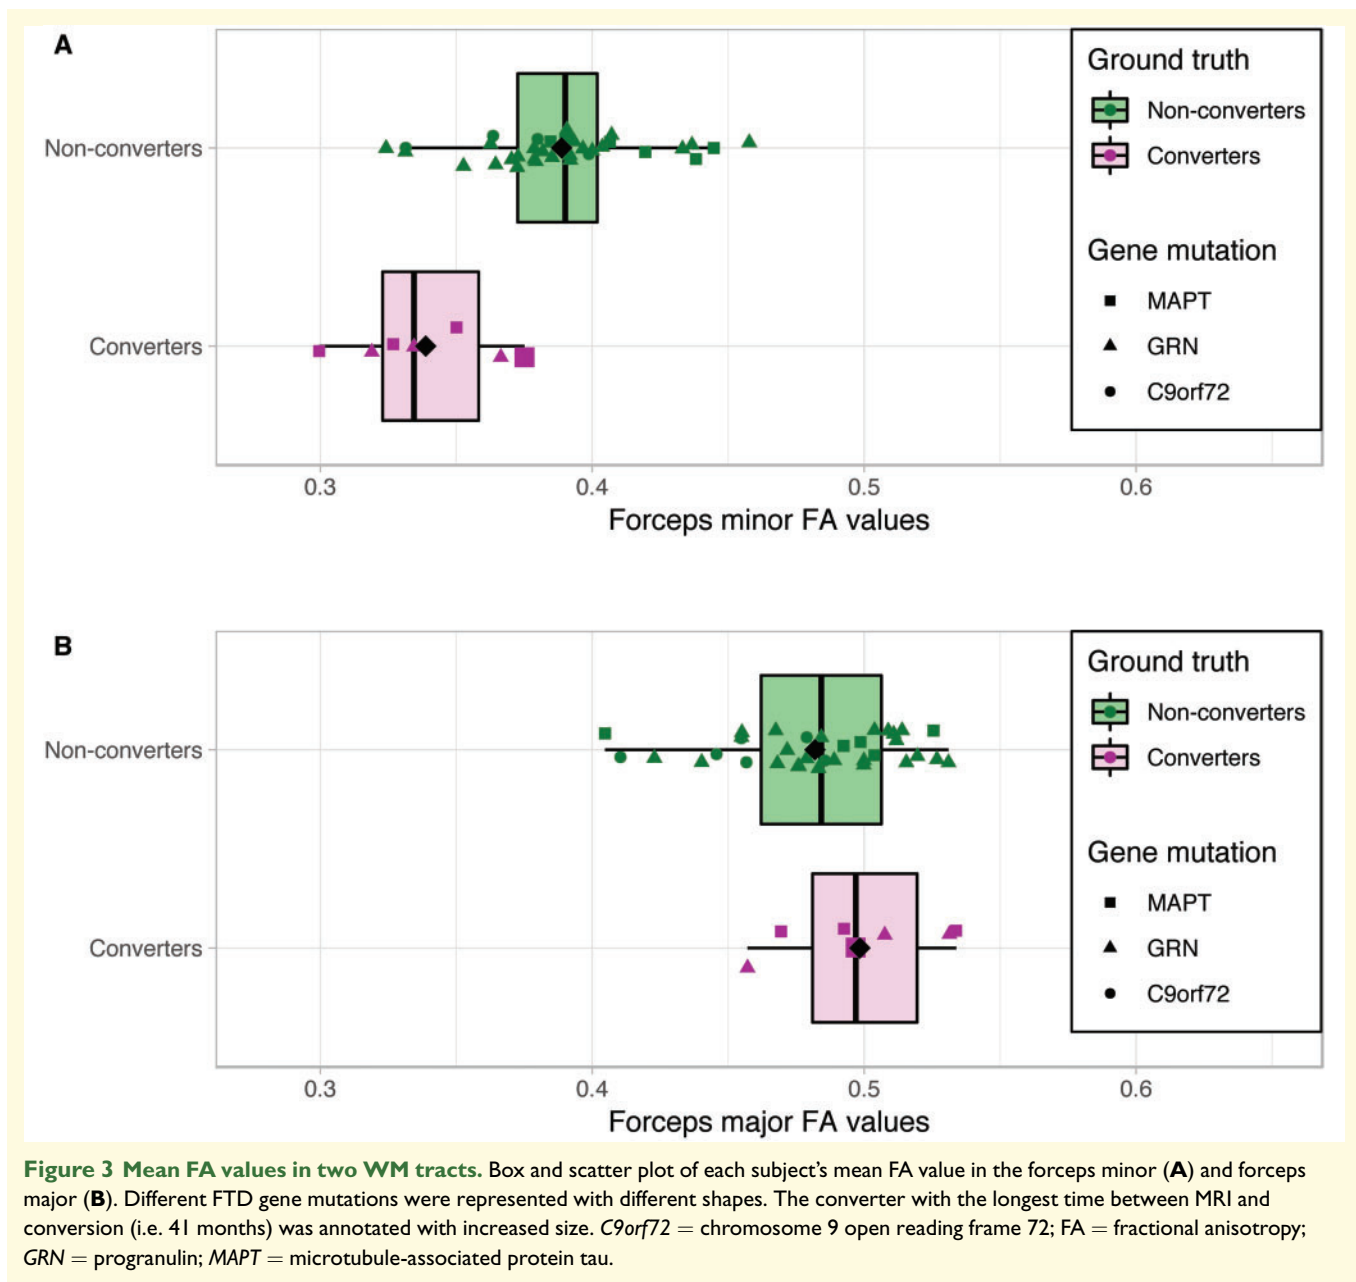 A
Ground truth
Non-converters
Converters
Gene mutation
MAPT
GRN
C9orf72
Non-converters
Converters
0.3 0.4 0.5 0.6
Forceps minor FA values
B
Ground truth
Non-converters
Converters
Gene mutation
MAPT
GRN
C9orf72
Non-converters
Converters
0.3 0.4 0.5 0.6
Forceps major FA values
Figure 3 Mean FA values in two WM tracts. Box and scatter plot of each subject's mean FA value in the forceps minor (A) and forceps
major (B). Different FTD gene mutations were represented with different shapes. The converter with the longest time between MRI and
conversion (i.e. 41 months) was annotated with increased size. C9orf72 = chromosome 9 open reading frame 72; FA = fractional anisotropy;
GRN = progranulin; MAPT = microtubule-associated protein tau.